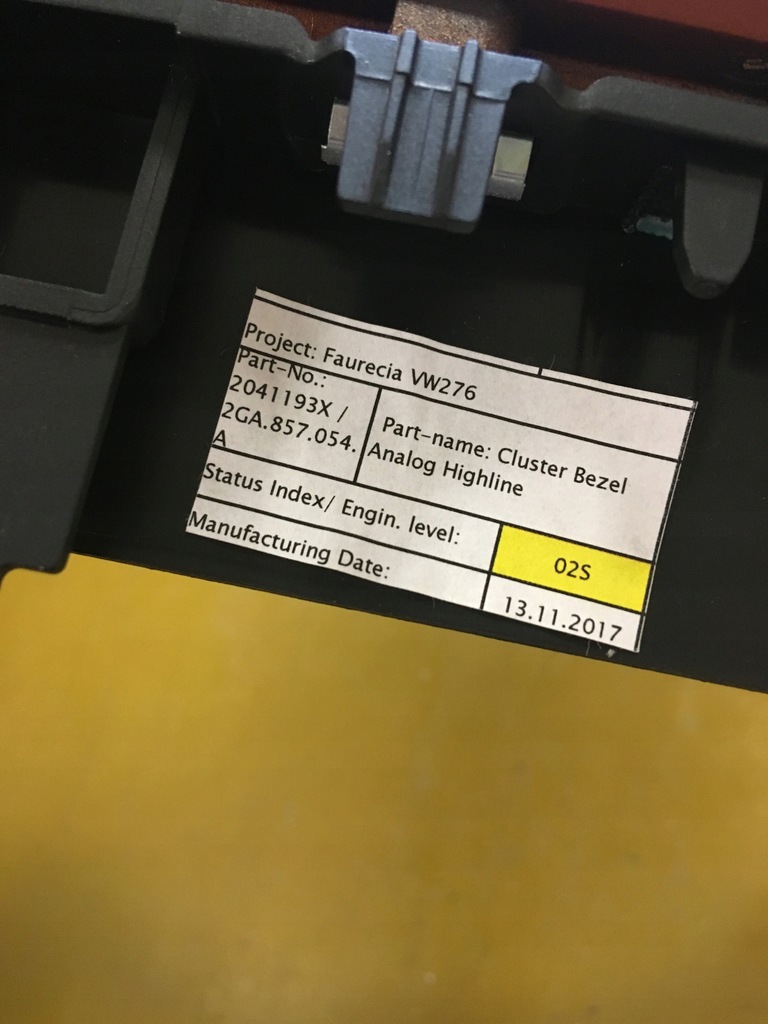 Project: Faurecia VW276
Part-No.:
2041193X /
2GA.857.054.
A
Part-name: Cluster Bezel
Analog Highline
Status Index/ Engin. level:
02S
Manufacturing Date:
13.11.2017